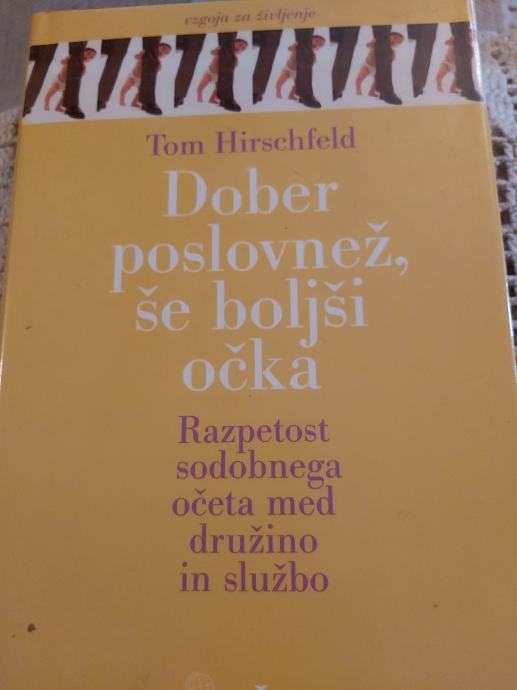 vzgoja za življenje
Tom Hirschfeld
Dober
poslovnež,
še boljši
očka
Razpetost
sodobnega
očeta med
družino
in službo